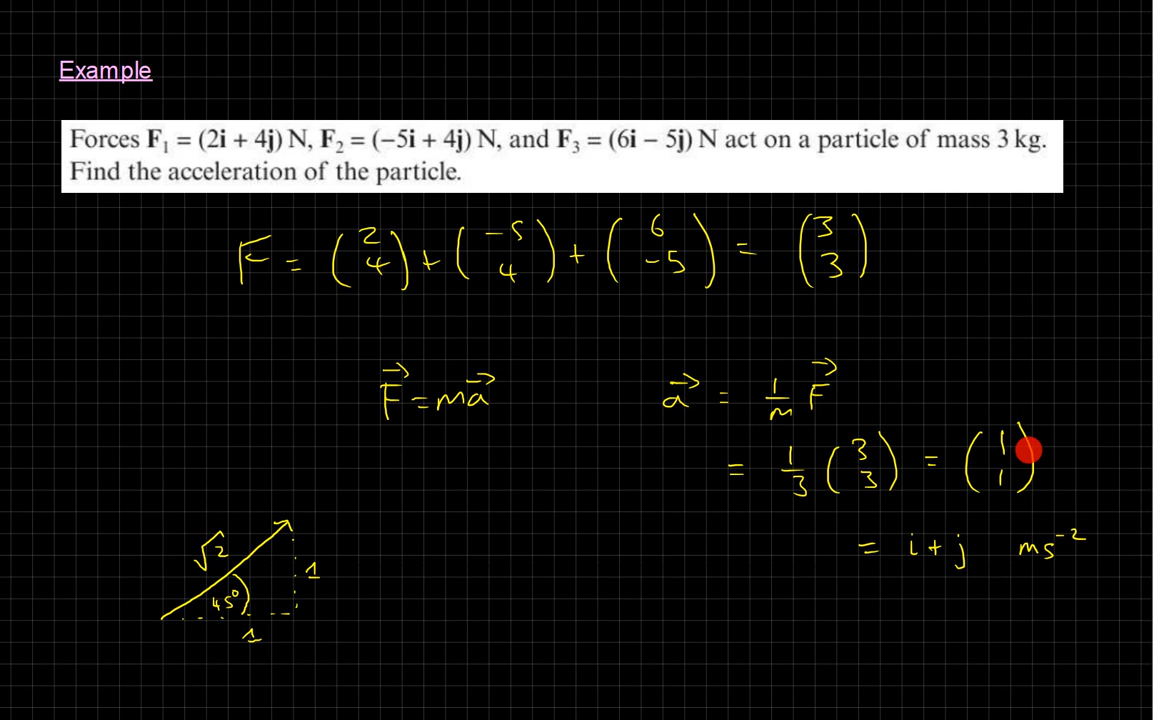 Example
Forces F₁ = (2i + 4j) N, F₂ = (−5i + 4j) N, and F₃ = (6i − 5j) N act on a particle of mass 3 kg.
Find the acceleration of the particle.
F = (2 4) + (−5 4) + (6 −5) = (3 3)
F = ma
a = 1/m F
= 1/3 (3 3) = (1 1)
= i + j ms⁻²
√2
1
45°
1